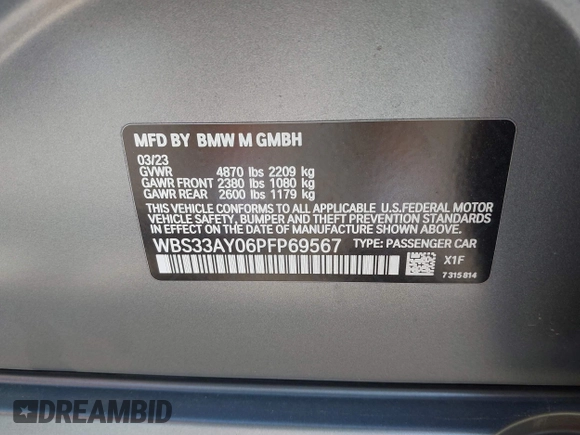 MFD BY BMW M GMBH
03/23
GVWR 4870 lbs 2209 kg
GAWR FRONT 2380 lbs 1080 kg
GAWR REAR 2600 lbs 1179 kg
THIS VEHICLE CONFORMS TO ALL APPLICABLE U.S.FEDERAL MOTOR
VEHICLE SAFETY, BUMPER, AND THEFT PREVENTION STANDARDS
IN EFFECT ON THE DATE OF MANUFACTURE SHOWN ABOVE.
WBS33AY06PFP69567 TYPE: PASSENGER CAR
X1F
7 315 814
DREAMBID